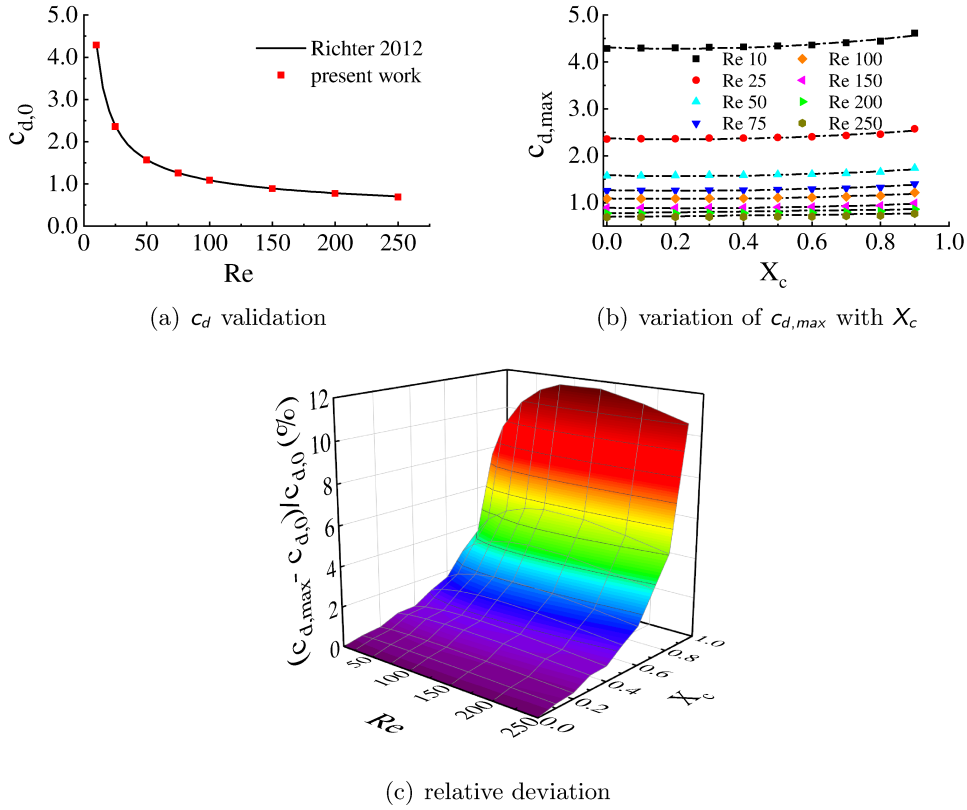 5.0
4.0
3.0
2.0
1.0
0.0
c_d,0
0 50 100 150 200 250
Re
Richter 2012
present work
(a) c_d validation
5.0
4.0
3.0
2.0
1.0
c_d,max
0.0 0.2 0.4 0.6 0.8 1.0
X_c
Re 10 Re 100
Re 25 Re 150
Re 50 Re 200
Re 75 Re 250
(b) variation of c_d,max with X_c
12
10
8
6
4
2
0
(c_d,max- c_d,0)/c_d,0 (%)
50 100 150 200 250
Re
0.0 0.2 0.4 0.6 0.8 1.0
X_c
(c) relative deviation